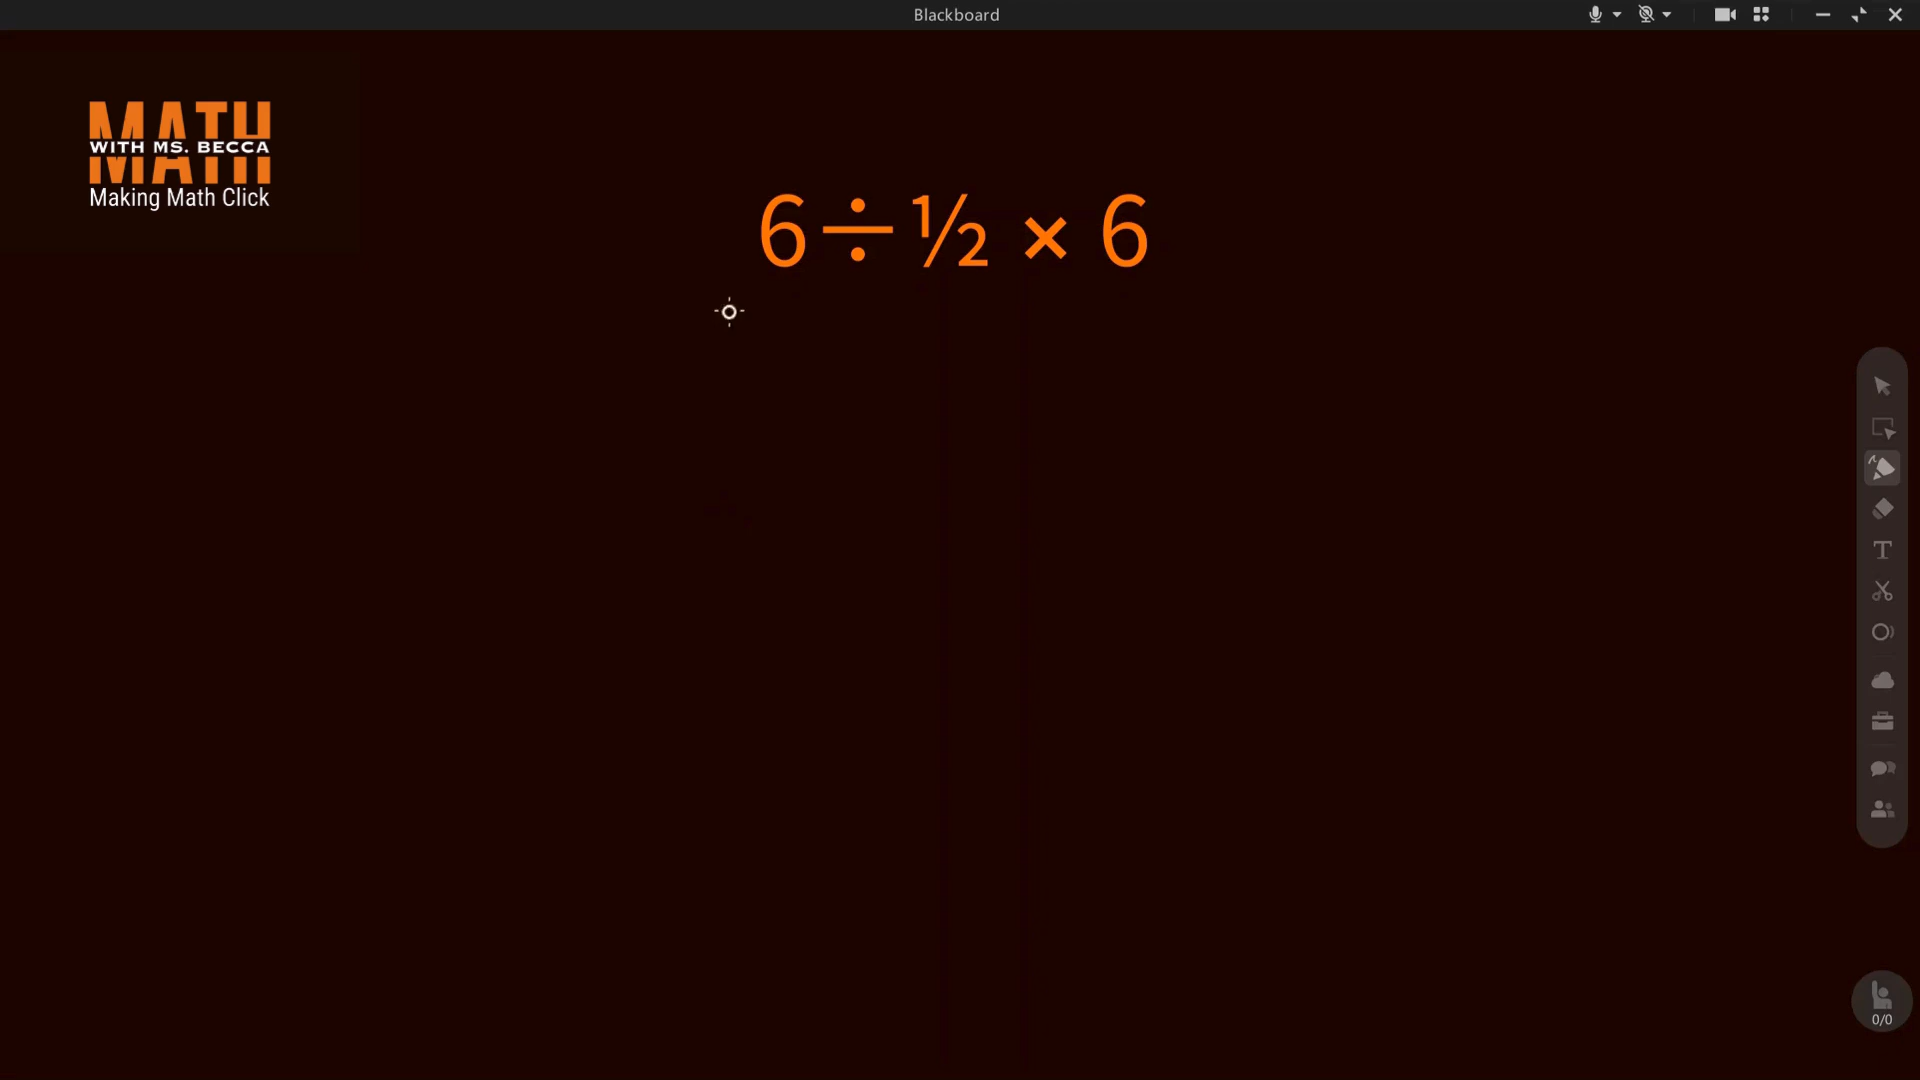 Blackboard
MATH
WITH MS. BECCA
Making Math Click
6÷½ × 6
0/0